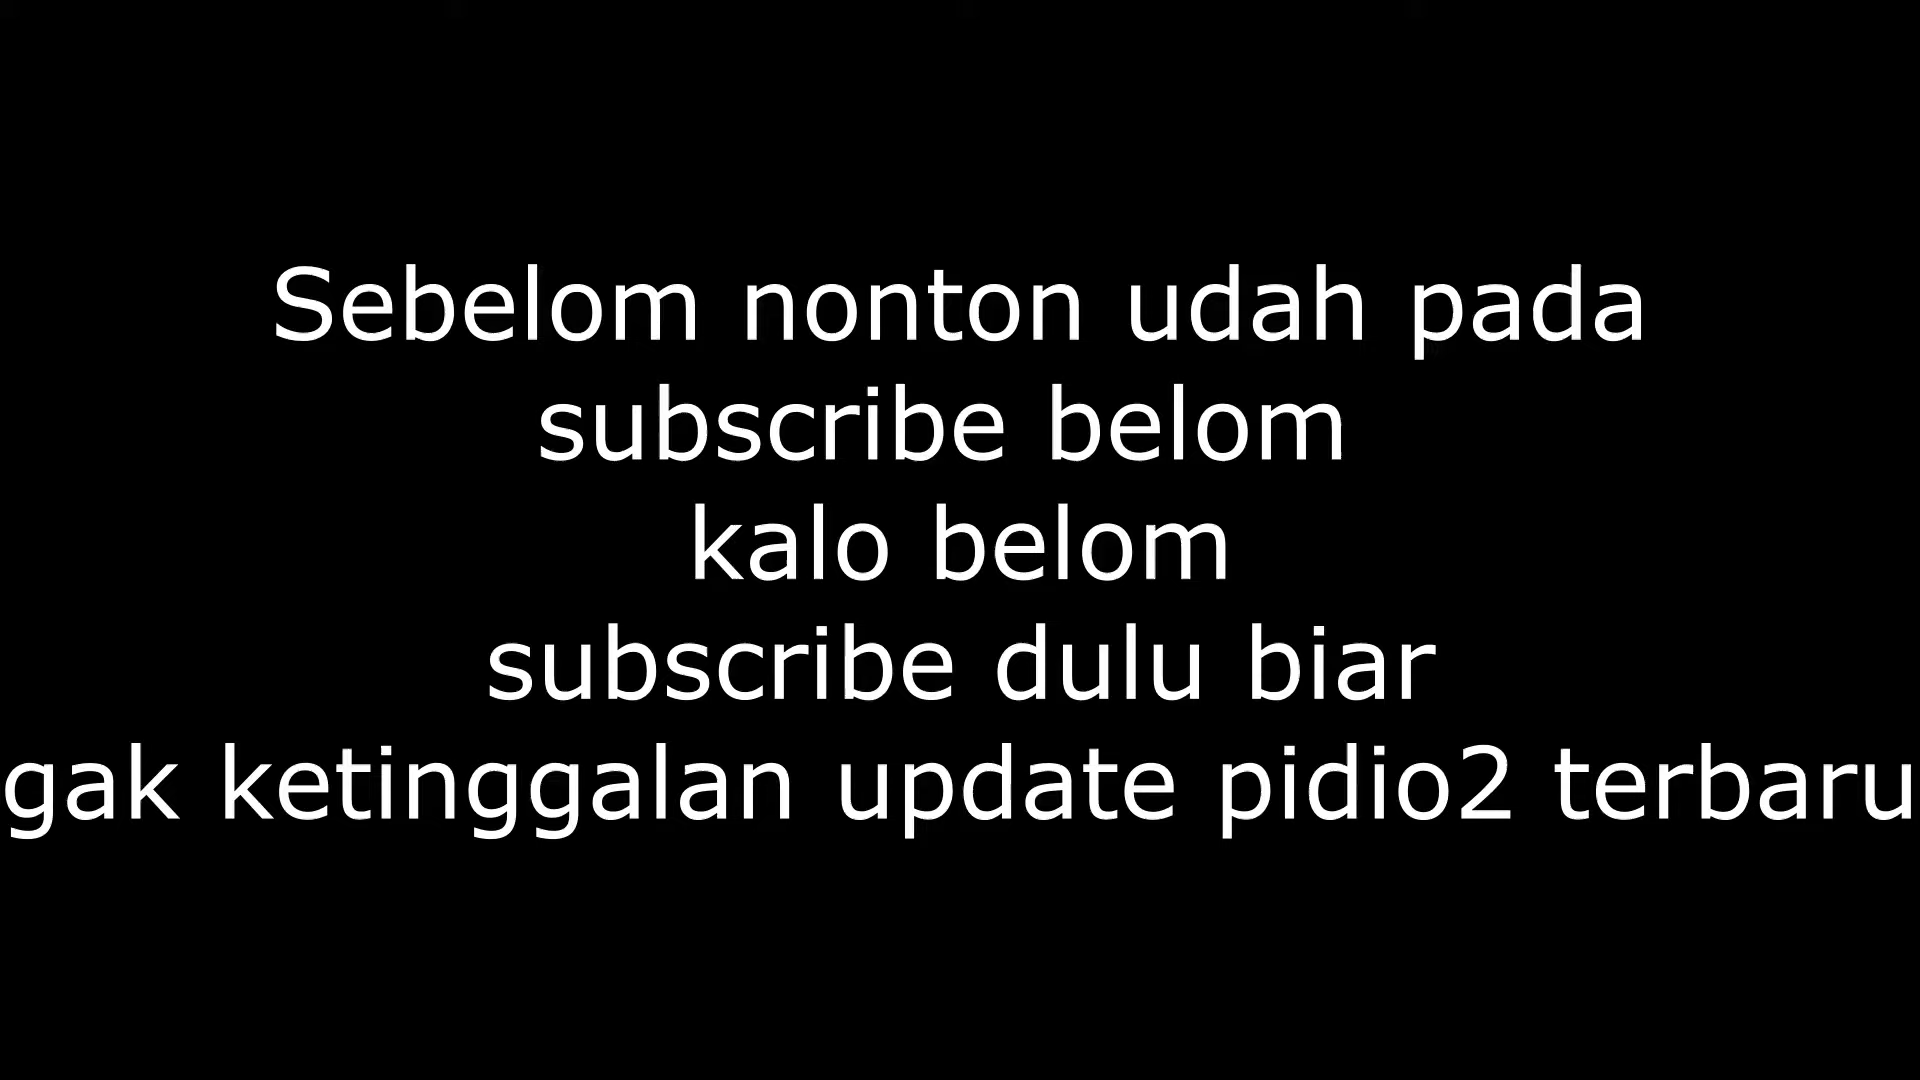 Sebelom nonton udah pada
subscribe belom
kalo belom
subscribe dulu biar
gak ketinggalan update pidio2 terbaru